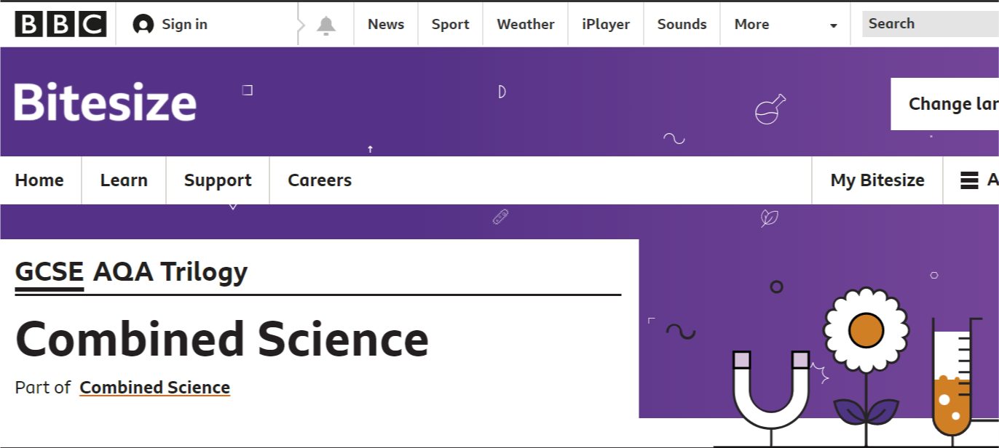 BBC Sign in News Sport Weather iPlayer Sounds More Search
Bitesize
Change
Home Learn Support Careers My Bitesize
GCSE AQA Trilogy
Combined Science
Part of Combined Science